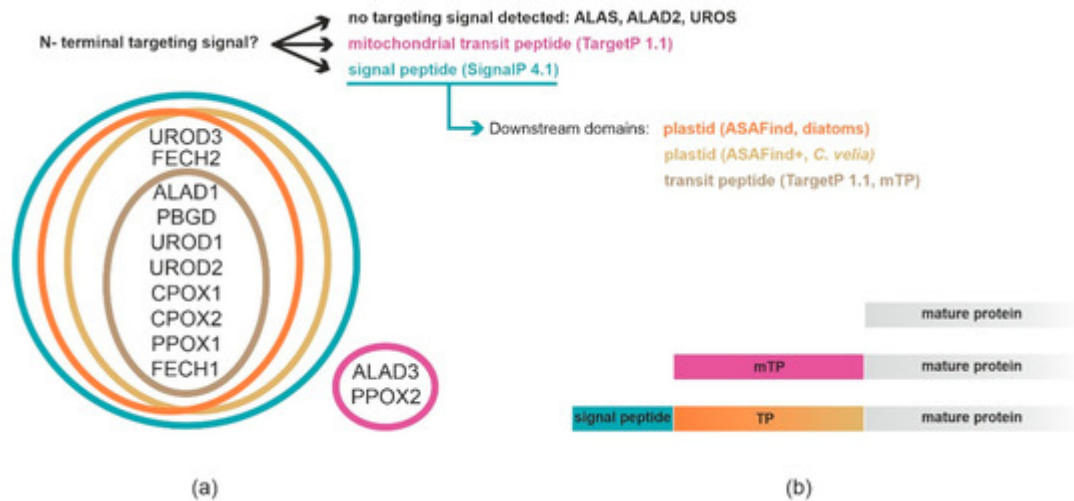 no targeting signal detected: ALAS, ALAD2, UROS
N- terminal targeting signal?
mitochondrial transit peptide (TargetP 1.1)
signal peptide (SignalP 4.1)
Downstream domains:
plastid (ASAFind, diatoms)
plastid (ASAFind+, C. velia)
transit peptide (TargetP 1.1, mTP)
UROD3
FECH2
ALAD1
PBGD
UROD1
UROD2
CPOX1
CPOX2
PPOX1
FECH1
ALAD3
PPOX2
mature protein
mTP
mature protein
signal peptide
TP
mature protein
(a)
(b)